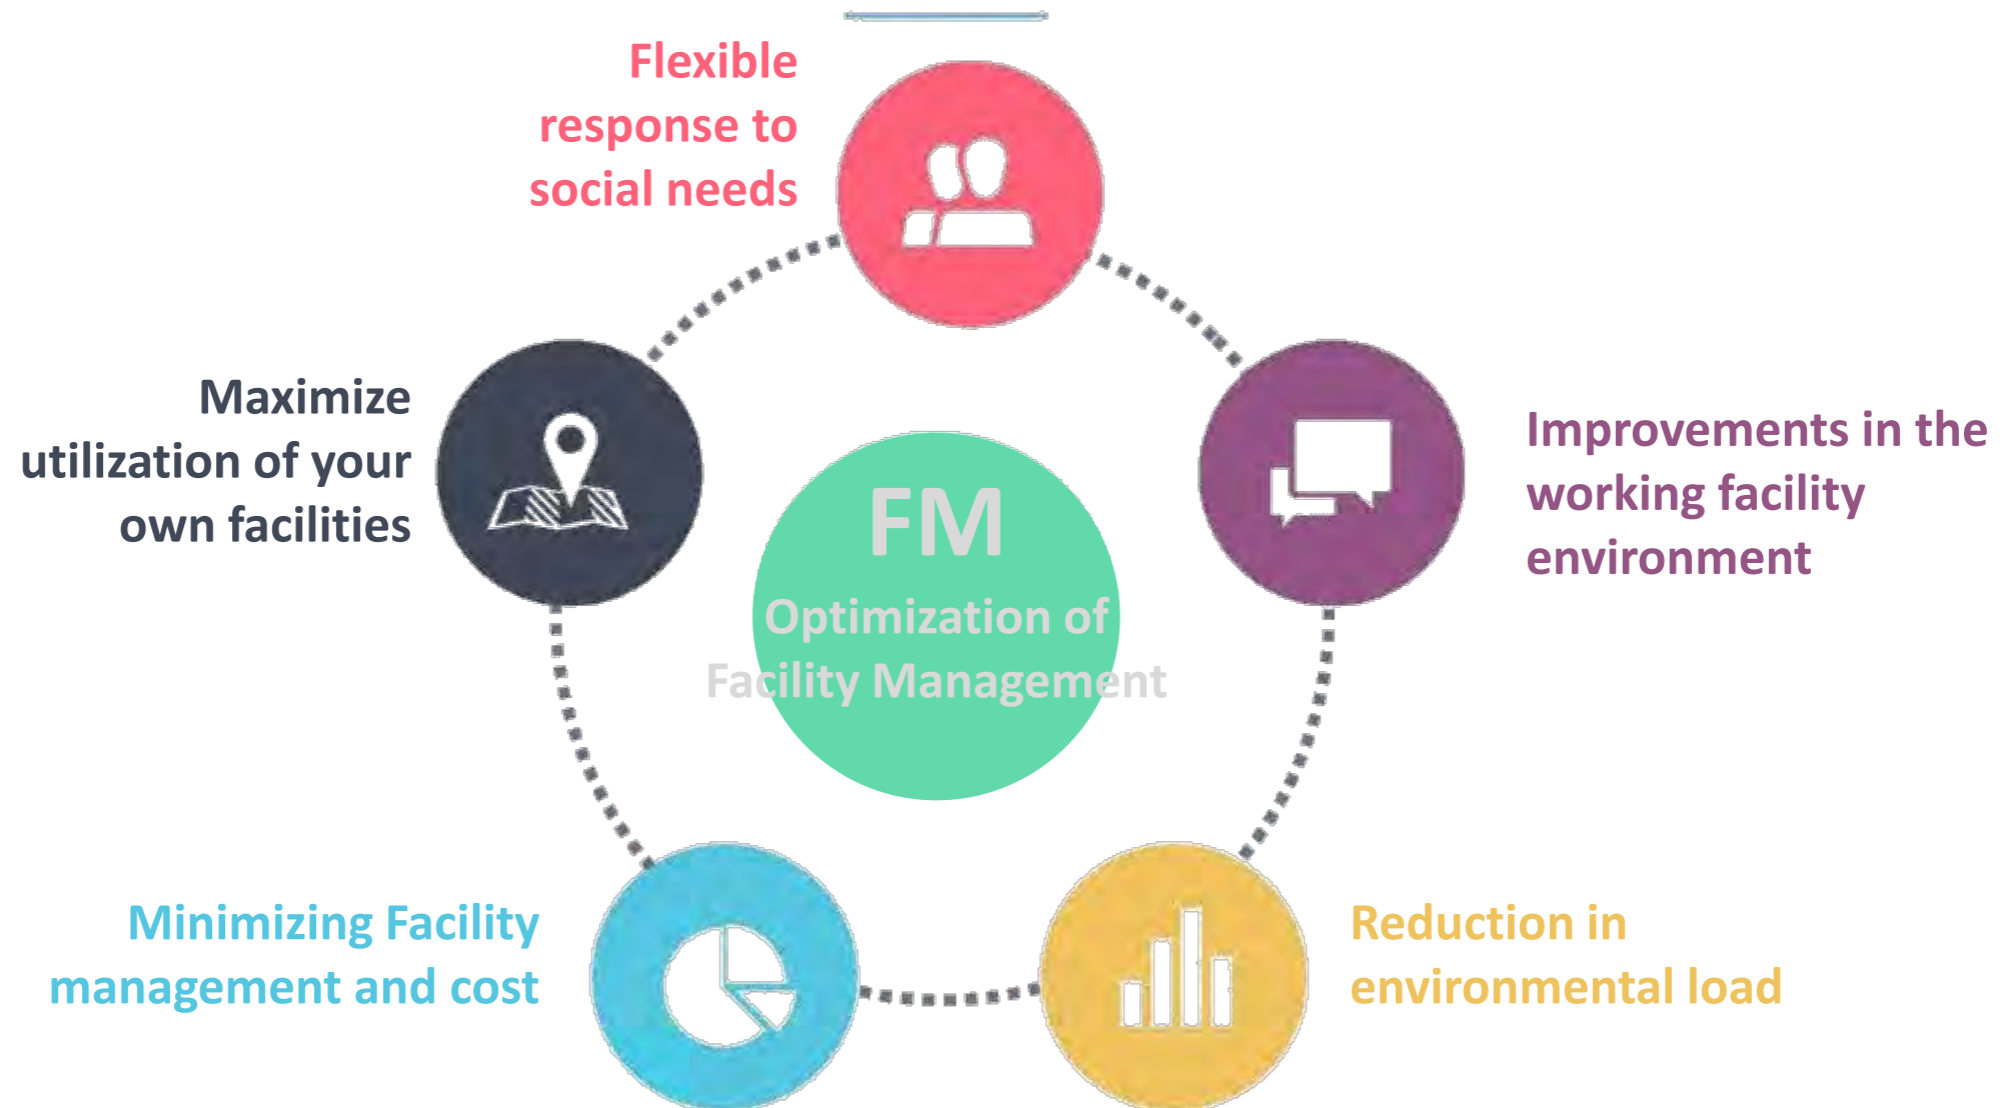 Flexible
response to
social needs
Maximize
utilization of your
own facilities
Improvements in the
working facility
environment
FM
Optimization of
Facility Management
Minimizing Facility
management and cost
Reduction in
environmental load